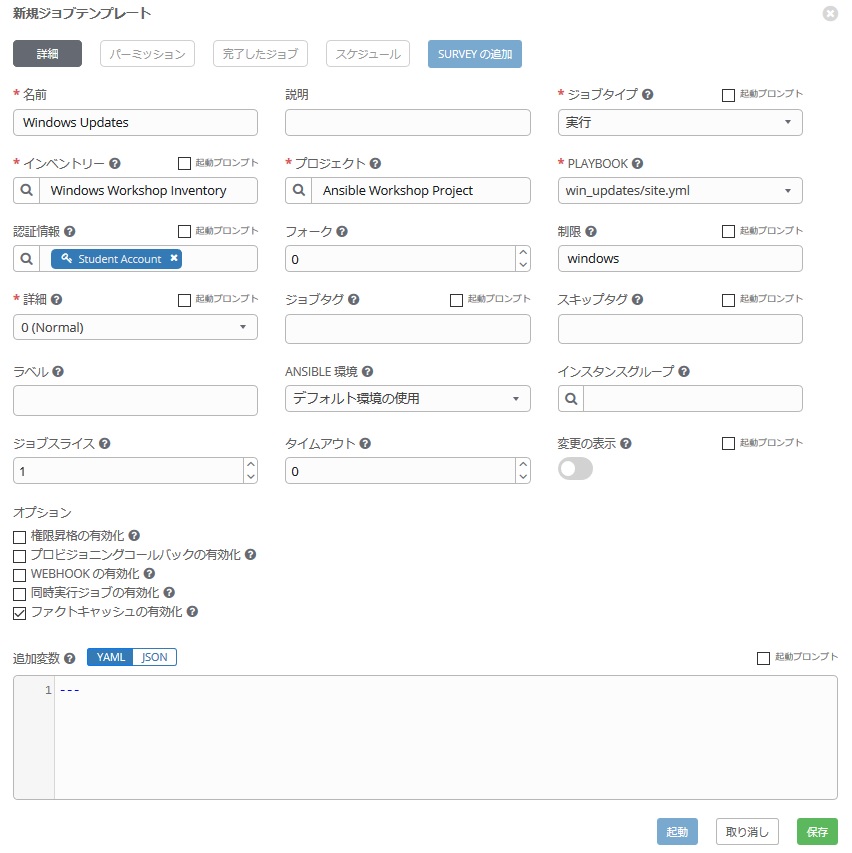 新規ジョブテンプレート
詳細 パーミッション 完了したジョブ スケジュール SURVEY の追加
* 名前 説明 * ジョブタイプ 起動プロンプト
Windows Updates 実行
* インベントリー 起動プロンプト * プロジェクト * PLAYBOOK 起動プロンプト
Windows Workshop Inventory Ansible Workshop Project win_updates/site.yml
認証情報 起動プロンプト フォーク 制限 起動プロンプト
Student Account 0 windows
* 詳細 起動プロンプト ジョブタグ 起動プロンプト スキップタグ 起動プロンプト
0 (Normal)
ラベル ANSIBLE 環境 インスタンスグループ
デフォルト環境の使用
ジョブスライス タイムアウト 変更の表示 起動プロンプト
1 0
オプション
権限昇格の有効化
プロビジョニングコールバックの有効化
WEBHOOK の有効化
同時実行ジョブの有効化
ファクトキャッシュの有効化
追加変数 YAML JSON 起動プロンプト
1 ---
起動 取り消し 保存